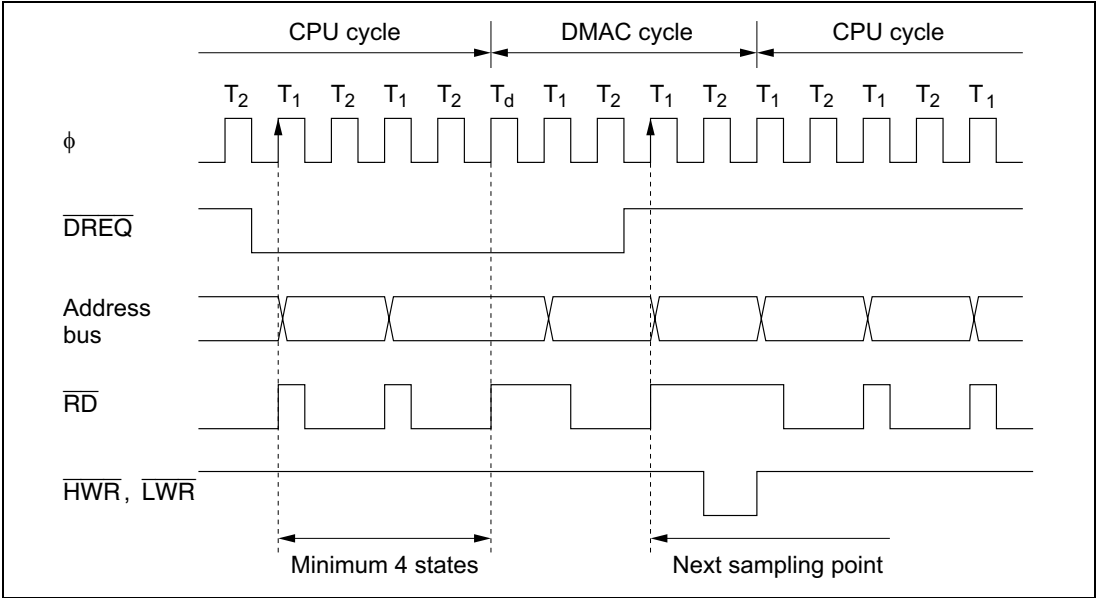 CPU cycle DMAC cycle CPU cycle
T2 T1 T2 T1 T2 Td T1 T2 T1 T2 T1 T2 T1 T2 T1
ϕ
DREQ
Address
bus
RD
HWR, LWR
Minimum 4 states Next sampling point